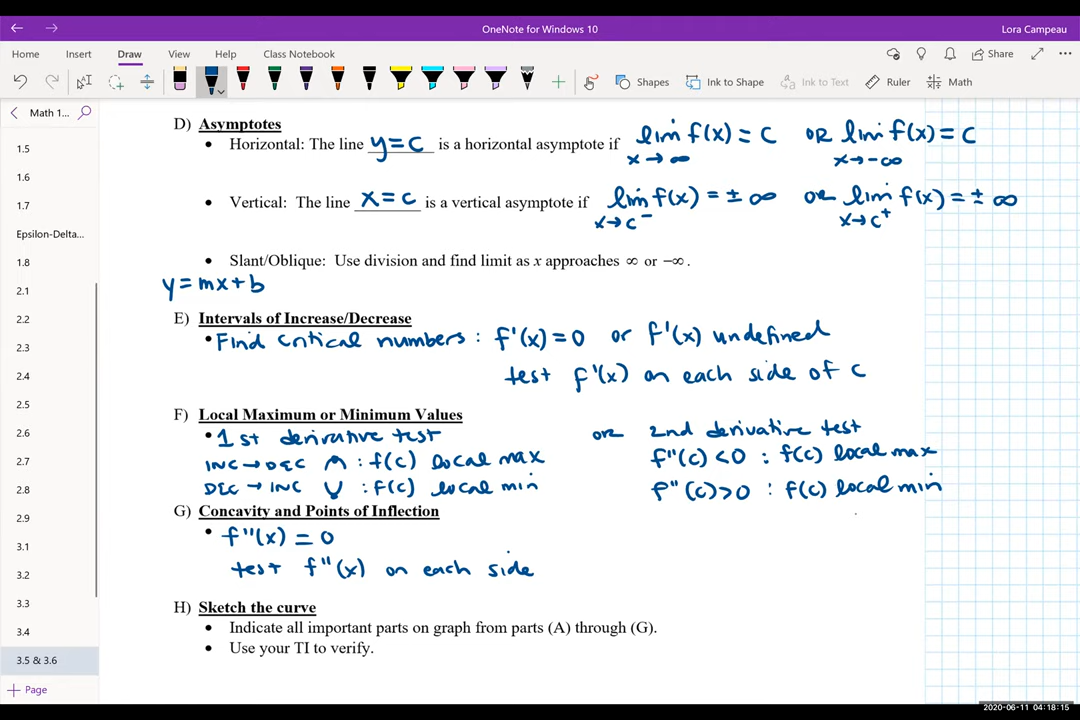 OneNote for Windows 10
Lora Campeau
Home Insert Draw View Help Class Notebook
Share
Shapes Ink to Shape Ink to Text Ruler Math
Math 1...
1.5
1.6
1.7
Epsilon-Delta...
1.8
2.1
2.2
2.3
2.4
2.5
2.6
2.7
2.8
2.9
3.1
3.2
3.3
3.4
3.5 & 3.6
Page
D) Asymptotes
• Horizontal: The line y=c is a horizontal asymptote if lim f(x) = c OR lim f(x) = c
x→∞ x→-∞
• Vertical: The line x=c is a vertical asymptote if lim f(x) = ±∞ or lim f(x) = ±∞
x→c⁻ x→c⁺
• Slant/Oblique: Use division and find limit as x approaches ∞ or −∞.
y=mx+b
E) Intervals of Increase/Decrease
• Find critical numbers: f'(x)=0 or f'(x) undefined
test f'(x) on each side of c
F) Local Maximum or Minimum Values
• 1st derivative test or 2nd derivative test
INC→DEC : f(c) local max f"(c) <0 : f(c) local max
DEC→INC : f(c) local min f"(c)>0 : f(c) local min
G) Concavity and Points of Inflection
• f"(x) = 0
test f"(x) on each side
H) Sketch the curve
• Indicate all important parts on graph from parts (A) through (G).
• Use your TI to verify.
2020-06-11 04:18:15